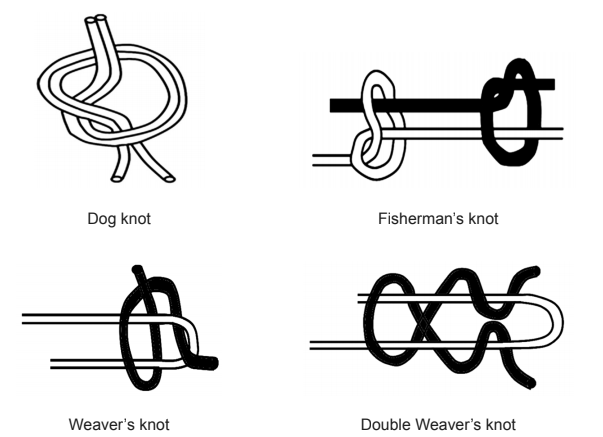 Dog knot
Fisherman's knot
Weaver's knot
Double Weaver's knot